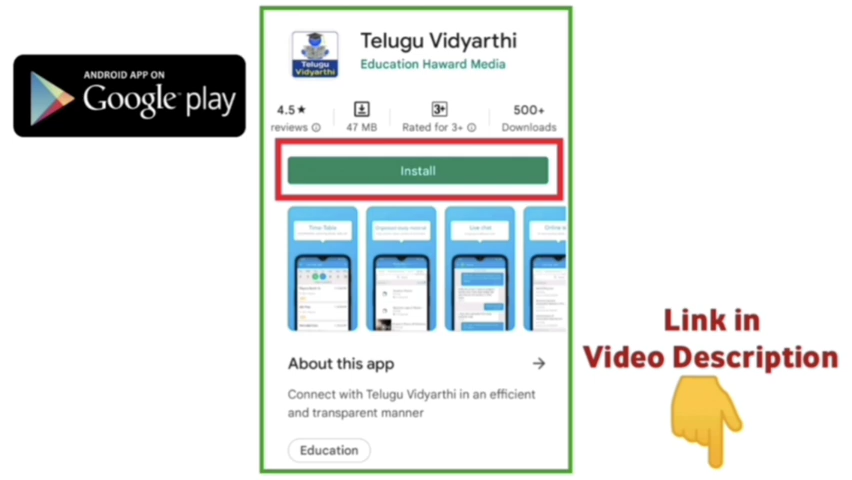 ANDROID APP ON
Google play
Telugu
Vidyarthi
Telugu Vidyarthi
Education Haward Media
4.5★
reviews
47 MB
3+
Rated for 3+
500+
Downloads
Install
Time Table
Live chat
About this app
Connect with Telugu Vidyarthi in an efficient
and transparent manner
Education
Link in
Video Description